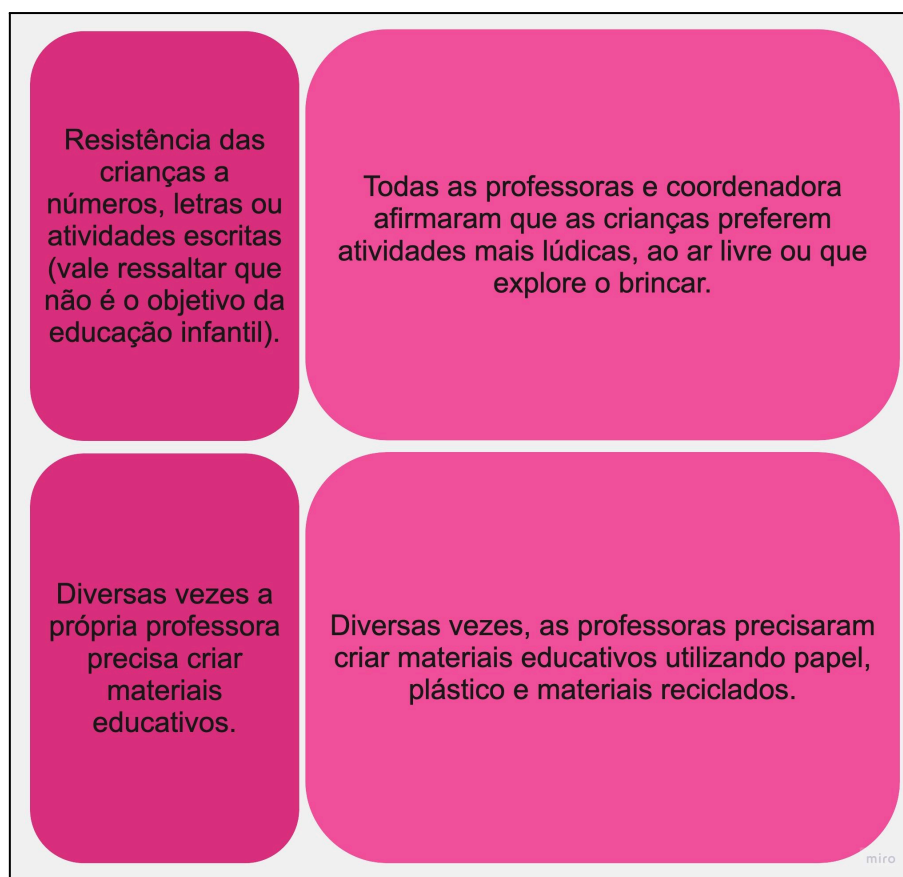 Resistência das
crianças a
números, letras ou
atividades escritas
(vale ressaltar que
não é o objetivo da
educação infantil).
Todas as professoras e coordenadora
afirmaram que as crianças preferem
atividades mais lúdicas, ao ar livre ou que
explore o brincar.
Diversas vezes a
própria professora
precisa criar
materiais
educativos.
Diversas vezes, as professoras precisaram
criar materiais educativos utilizando papel,
plástico e materiais reciclados.
miro